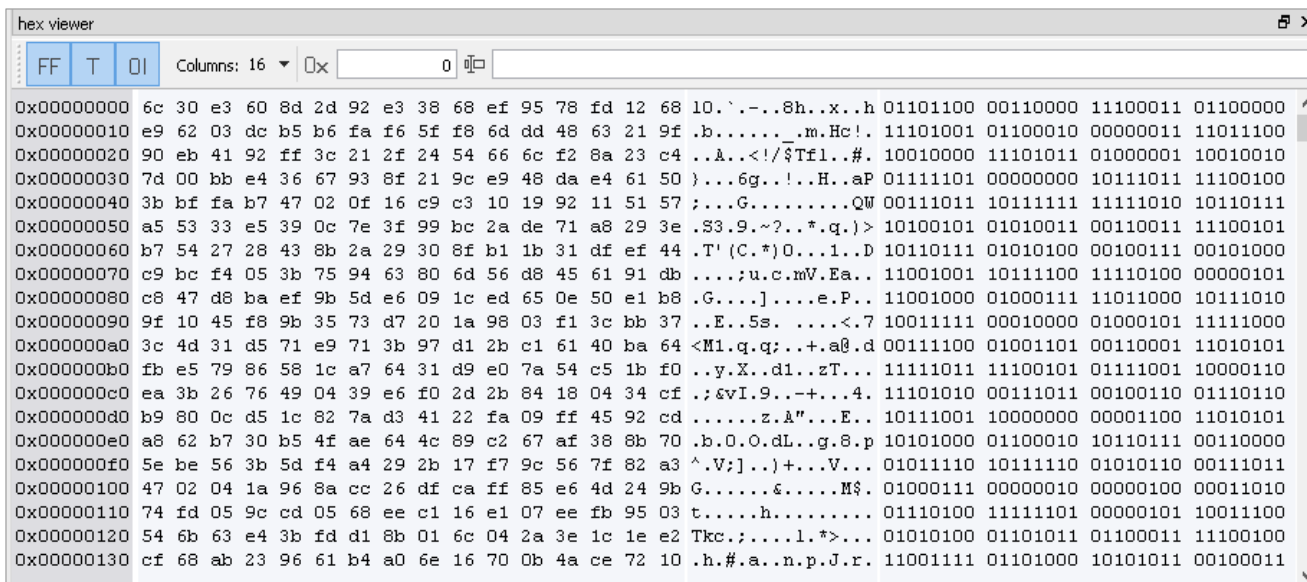 hex viewer
FF T 01 Columns: 16 0x 0
0x00000000 6c 30 e3 60 8d 2d 92 e3 38 68 ef 95 78 fd 12 68 l0.`.-..8h..x..h 01101100 00110000 11100011 01100000
0x00000010 e9 62 03 dc b5 b6 fa f6 5f f8 6d dd 48 63 21 9f .b......_.m.Hc!. 11101001 01100010 00000011 11011100
0x00000020 90 eb 41 92 ff 3c 21 2f 24 54 66 6c f2 8a 23 c4 ..A..<!/$Tfl..#. 10010000 11101011 01000001 10010010
0x00000030 7d 00 bb e4 36 67 93 8f 21 9c e9 48 da e4 61 50 }...6g..!..H..aP 01111101 00000000 10111011 11100100
0x00000040 3b bf fa b7 47 02 0f 16 c9 c3 10 19 92 11 51 57 ;...G.........QW 00111011 10111111 11111010 10110111
0x00000050 a5 53 33 e5 39 0c 7e 3f 99 bc 2a de 71 a8 29 3e .S3.9.~?..*.q.)> 10100101 01010011 00110011 11100101
0x00000060 b7 54 27 28 43 8b 2a 29 30 8f b1 1b 31 df ef 44 .T'(C.*)0...1..D 10110111 01010100 00100111 00101000
0x00000070 c9 bc f4 05 3b 75 94 63 80 6d 56 d8 45 61 91 db ....;u.c.mV.Ea.. 11001001 10111100 11110100 00000101
0x00000080 c8 47 d8 ba ef 9b 5d e6 09 1c ed 65 0e 50 e1 b8 .G....]....e.P.. 11001000 01000111 11011000 10111010
0x00000090 9f 10 45 f8 9b 35 73 d7 20 1a 98 03 f1 3c bb 37 ..E..5s. ....<.7 10011111 00010000 01000101 11111000
0x000000a0 3c 4d 31 d5 71 e9 71 3b 97 d1 2b c1 61 40 ba 64 <M1.q.q;..+.a@.d 00111100 01001101 00110001 11010101
0x000000b0 fb e5 79 86 58 1c a7 64 31 d9 e0 7a 54 c5 1b f0 ..y.X..d1..zT... 11111011 11100101 01111001 10000110
0x000000c0 ea 3b 26 76 49 04 39 e6 f0 2d 2b 84 18 04 34 cf .;&vI.9..-+...4. 11101010 00111011 00100110 01110110
0x000000d0 b9 80 0c d5 1c 82 7a d3 41 22 fa 09 ff 45 92 cd ......z.A"...E.. 10111001 10000000 00001100 11010101
0x000000e0 a8 62 b7 30 b5 4f ae 64 4c 89 c2 67 af 38 8b 70 .b.0.O.dL..g.8.p 10101000 01100010 10110111 00110000
0x000000f0 5e be 56 3b 5d f4 a4 29 2b 17 f7 9c 56 7f 82 a3 ^.V;]..)+...V... 01011110 10111110 01010110 00111011
0x00000100 47 02 04 1a 96 8a cc 26 df ca ff 85 e6 4d 24 9b G......&.....M$. 01000111 00000010 00000100 00011010
0x00000110 74 fd 05 9c cd 05 68 ee c1 16 e1 07 ee fb 95 03 t.....h......... 01110100 11111101 00000101 10011100
0x00000120 54 6b 63 e4 3b fd d1 8b 01 6c 04 2a 3e 1c 1e e2 Tkc.;....l.*>... 01010100 01101011 01100011 11100100
0x00000130 cf 68 ab 23 96 61 b4 a0 6e 16 70 0b 4a ce 72 10 .h.#.a..n.p.J.r. 11001111 01101000 10101011 00100011